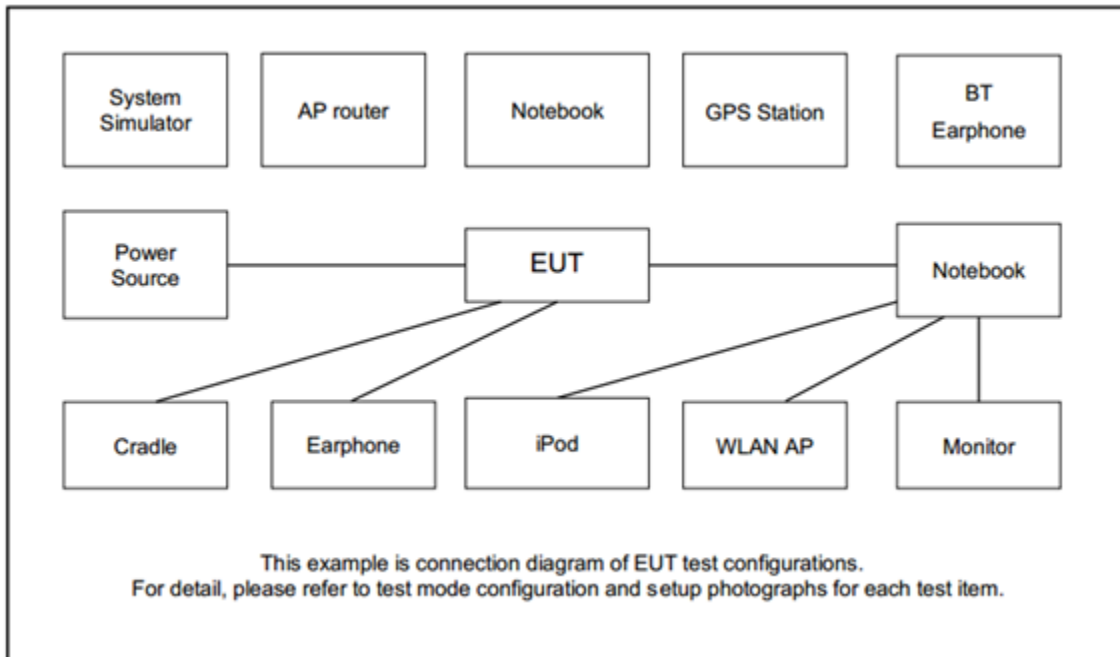 System
Simulator
AP router
Notebook
GPS Station
BT
Earphone
Power
Source
EUT
Notebook
Cradle
Earphone
iPod
WLAN AP
Monitor
This example is connection diagram of EUT test configurations.
For detail, please refer to test mode configuration and setup photographs for each test item.